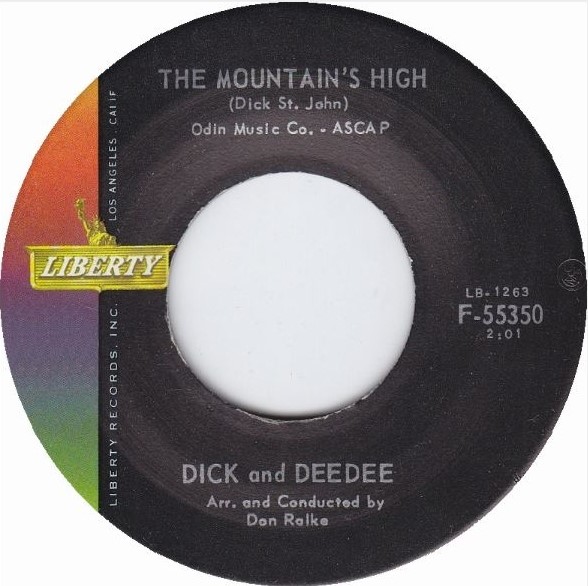 THE MOUNTAIN'S HIGH
(Dick St. John)
Odin Music Co. - ASCAP
LIBERTY RECORDS, INC. LOS ANGELES, CALIF
LIBERTY
LB-1263
F-55350
2:01
DICK and DEEDEE
Arr. and Conducted by
Don Ralke